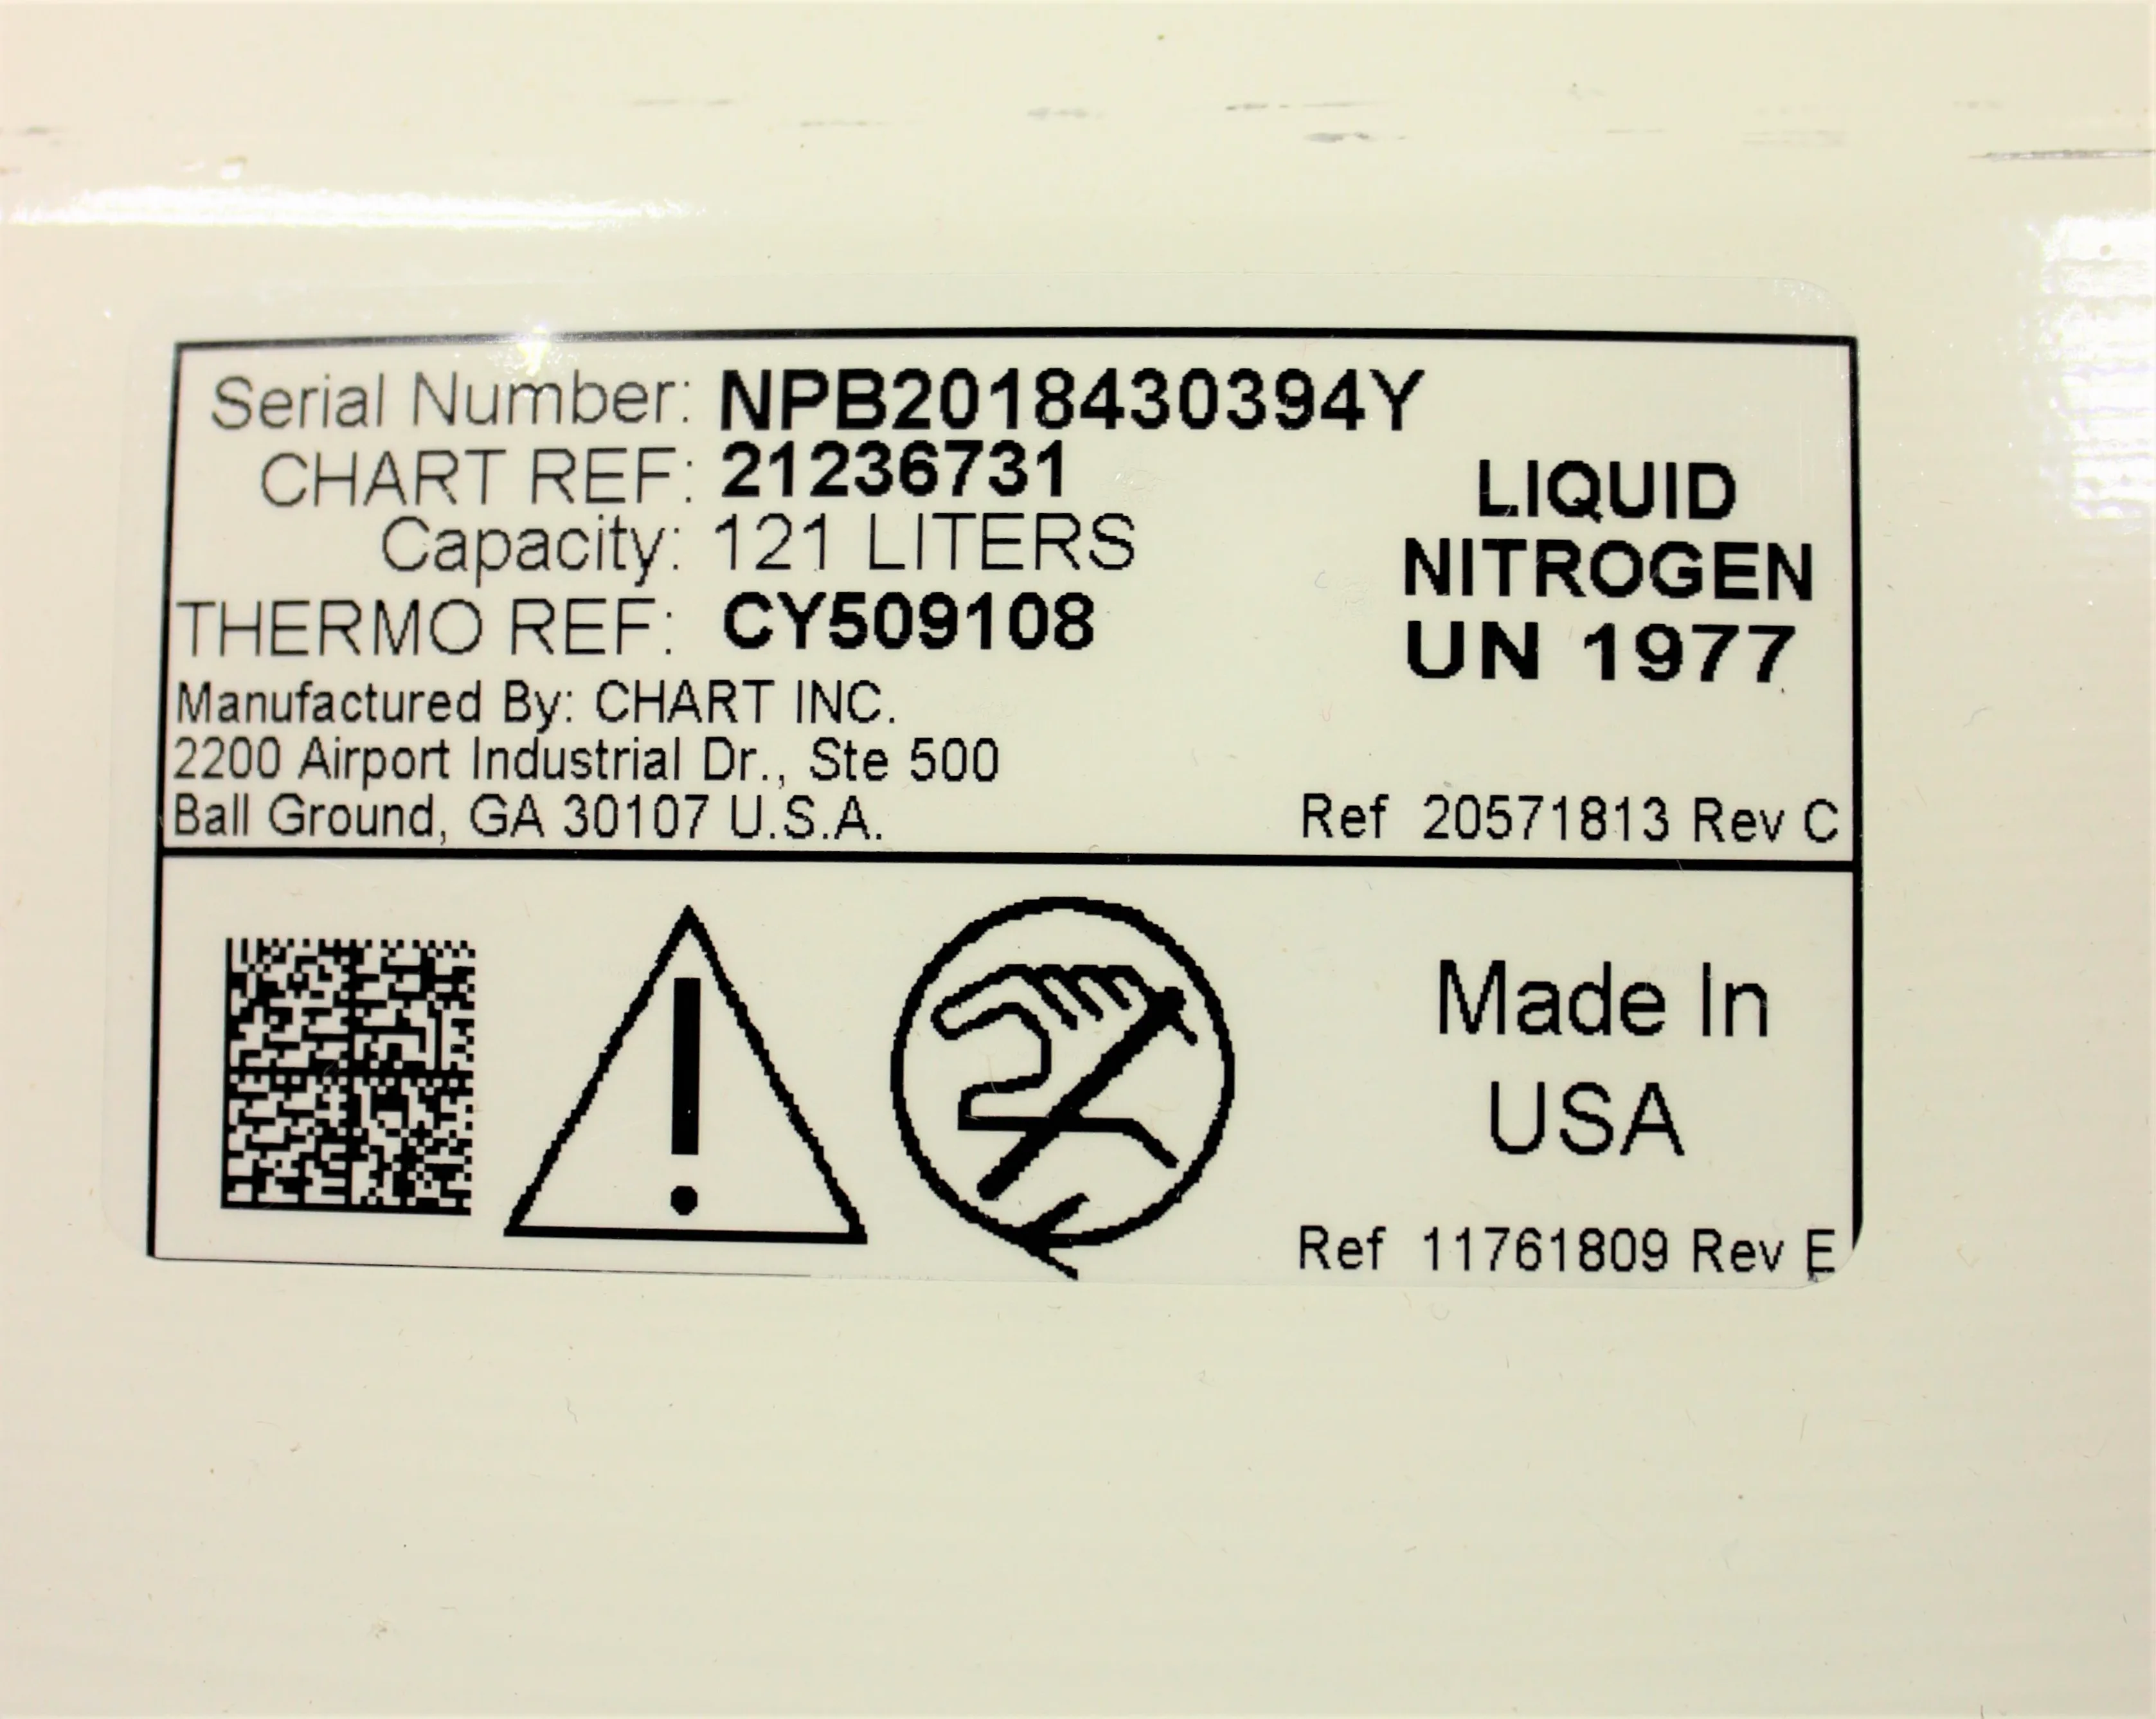 Serial Number: NPB2018430394Y
CHART REF: 21236731
Capacity: 121 LITERS
THERMO REF: CY509108
Manufactured By: CHART INC.
2200 Airport Industrial Dr., Ste 500
Ball Ground, GA 30107 U.S.A.
LIQUID
NITROGEN
UN 1977
Ref 20571813 Rev C
Made In
USA
Ref 11761809 Rev E